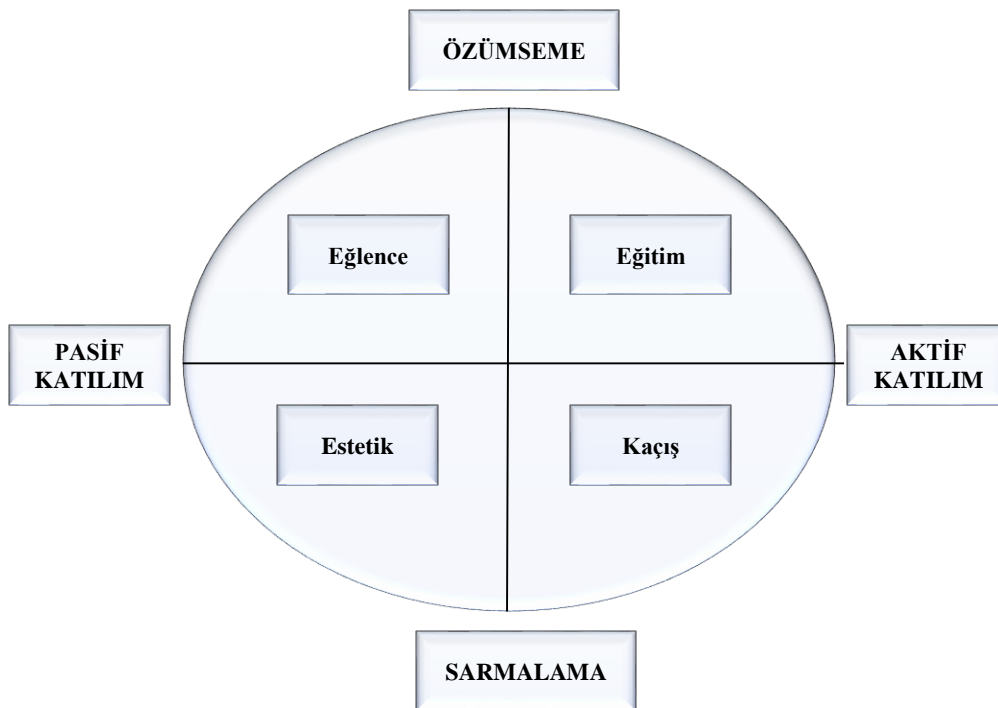 ÖZÜMSEME
Eğlence
Eğitim
PASİF
KATILIM
AKTİF
KATILIM
Estetik
Kaçış
SARMALAMA